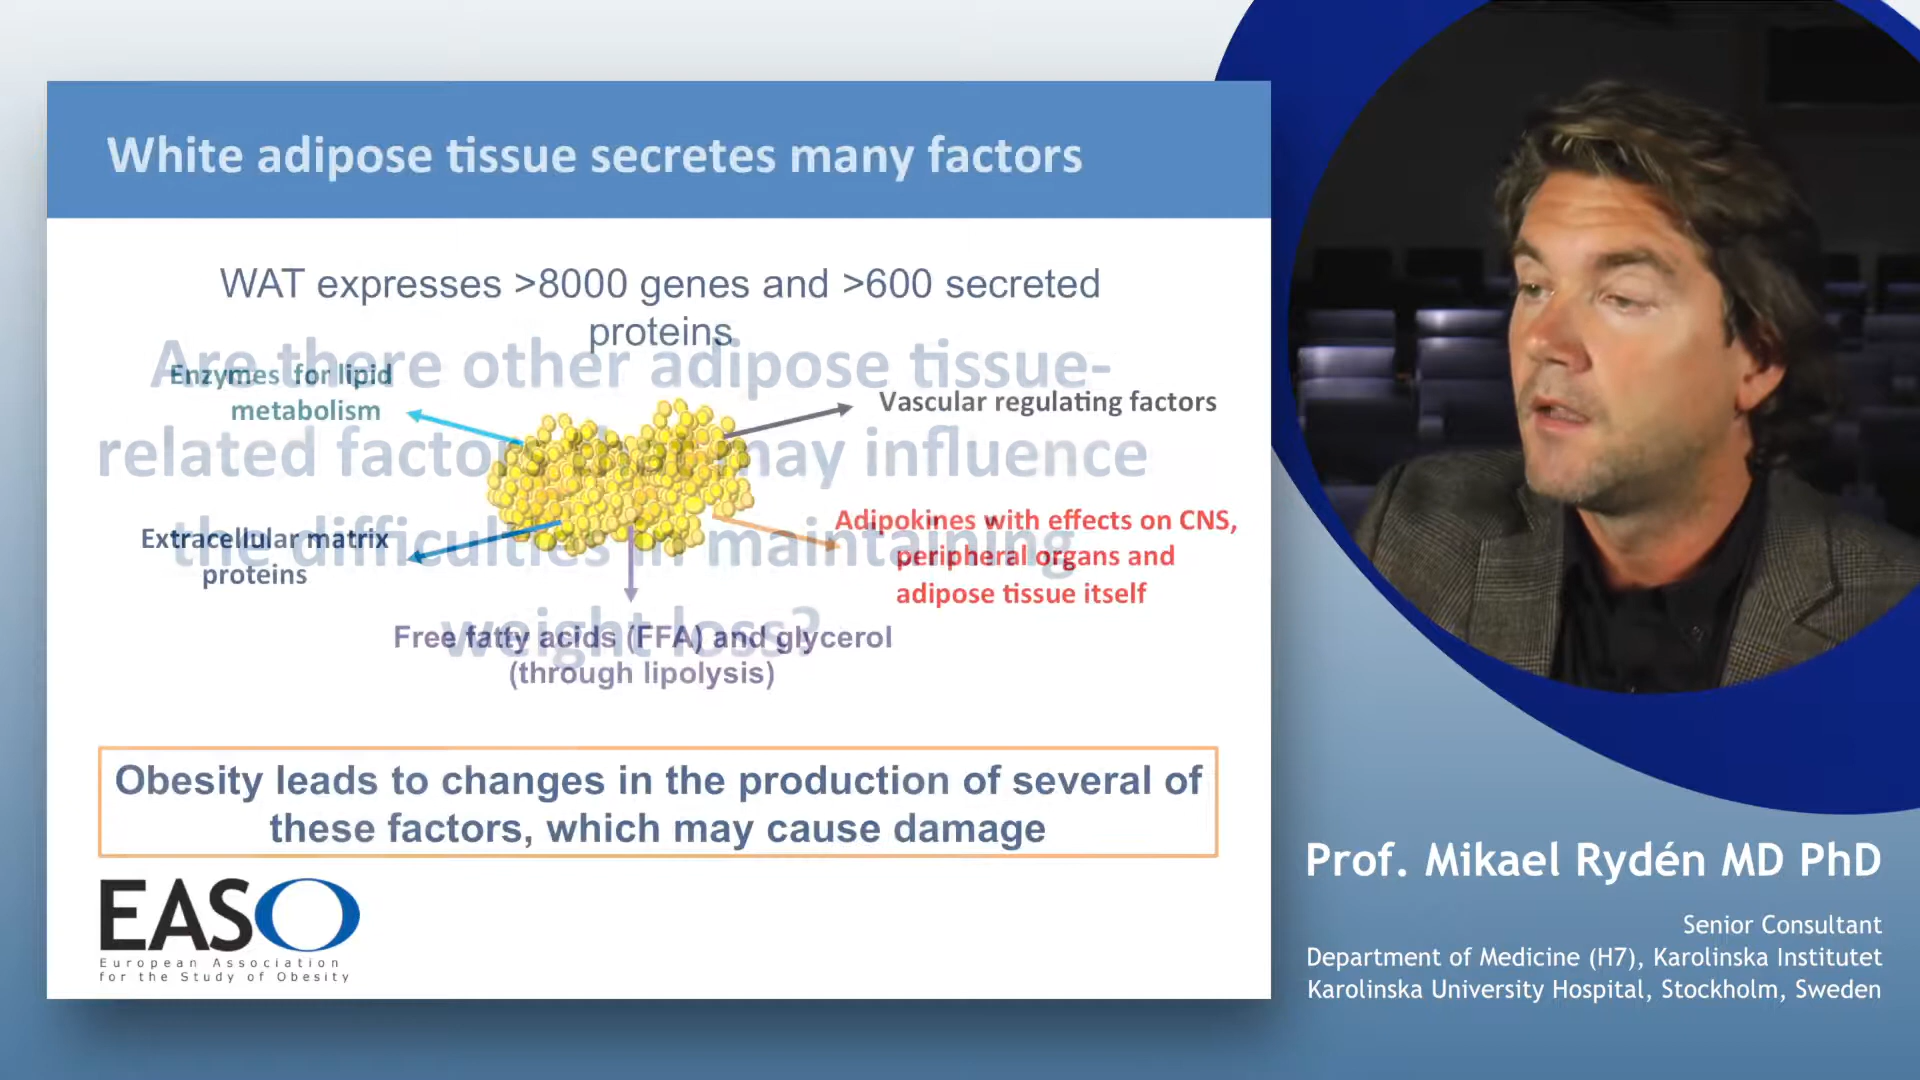 White adipose tissue secretes many factors
WAT expresses >8000 genes and >600 secreted
proteins
Are there other adipose tissue-
Enzymes for lipid
metabolism
Vascular regulating factors
related may influence
Adipokines with effects on CNS,
Extracellular matrix
the difficulties in maintaining
peripheral organs and
proteins
adipose tissue itself
weight loss?
Free fatty acids (FFA) and glycerol
(through lipolysis)
Obesity leads to changes in the production of several of
these factors, which may cause damage
EASO
European Association
for the Study of Obesity
Prof. Mikael Rydén MD PhD
Senior Consultant
Department of Medicine (H7), Karolinska Institutet
Karolinska University Hospital, Stockholm, Sweden